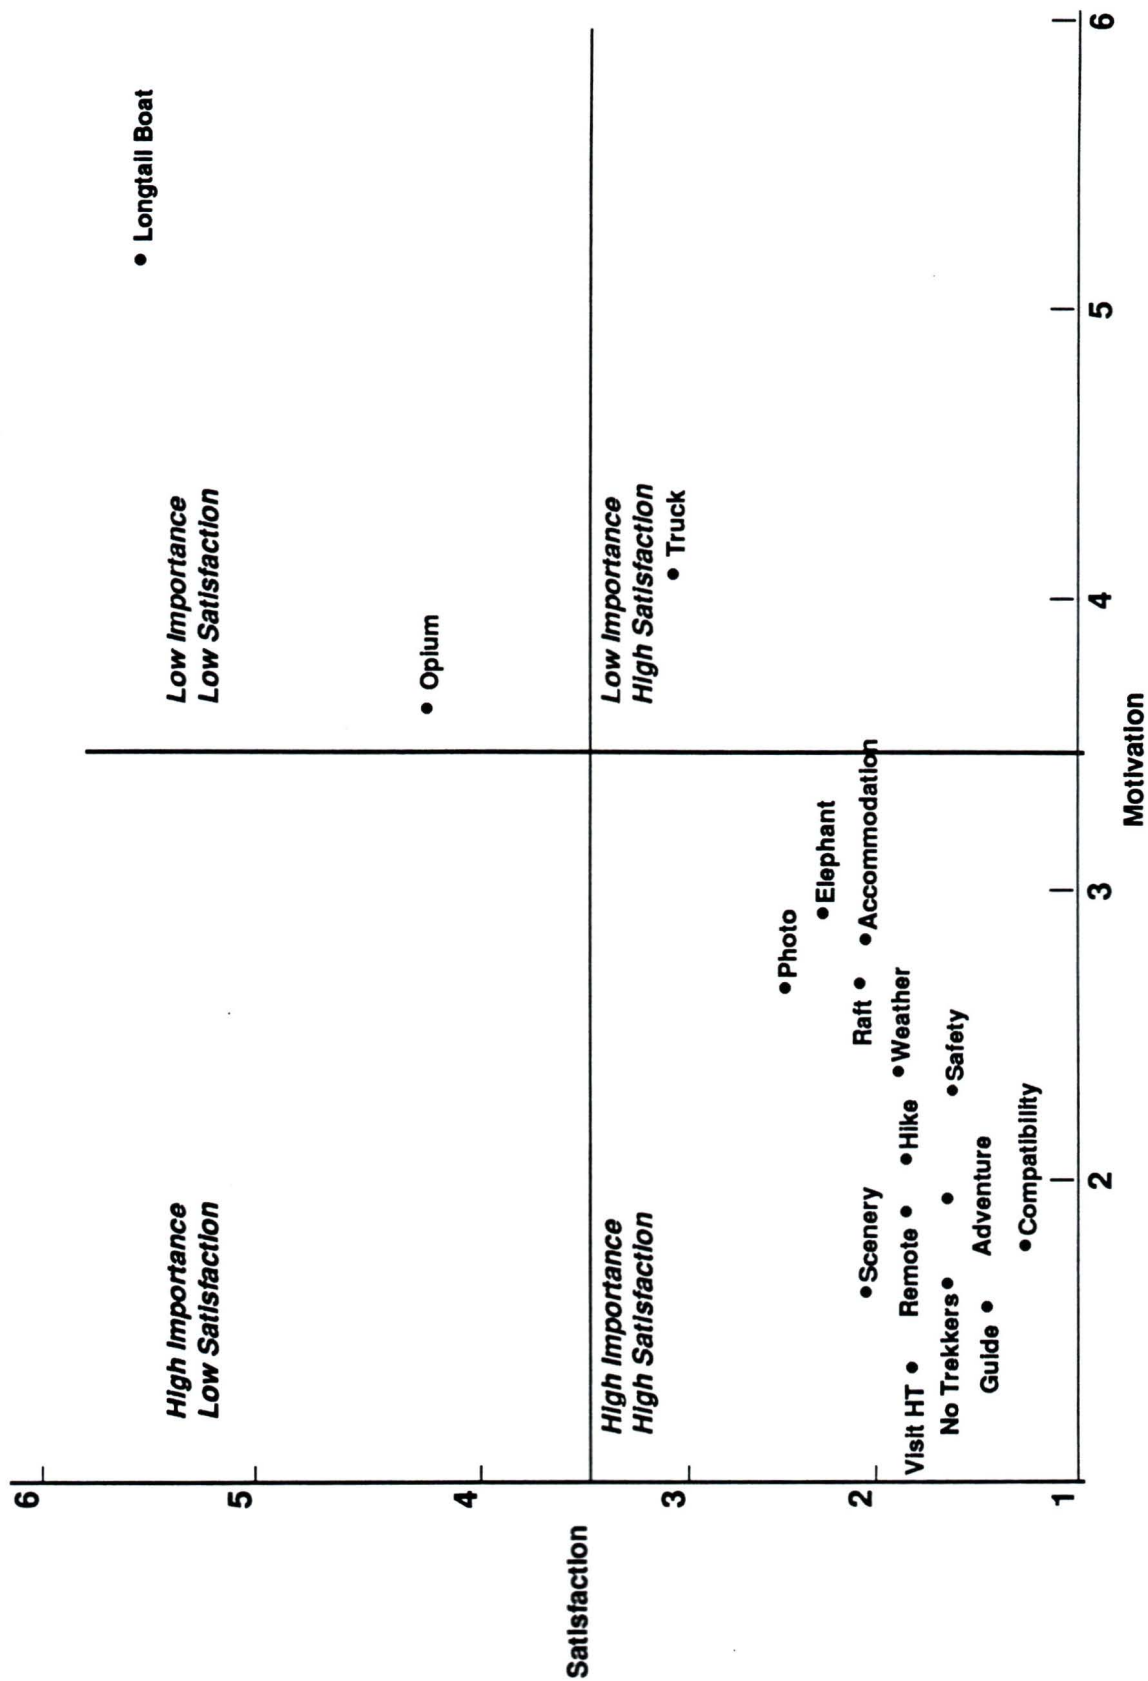 6
5
4
3
2
1
Satisfaction
High Importance
Low Satisfaction
Low Importance
Low Satisfaction
Longtail Boat
Opium
High Importance
High Satisfaction
Low Importance
High Satisfaction
Truck
Photo
Elephant
Accommodation
Raft
Scenery
Weather
Hike
Remote
Visit HT
Safety
No Trekkers
Adventure
Guide
Compatibility
2
3
4
5
6
Motivation